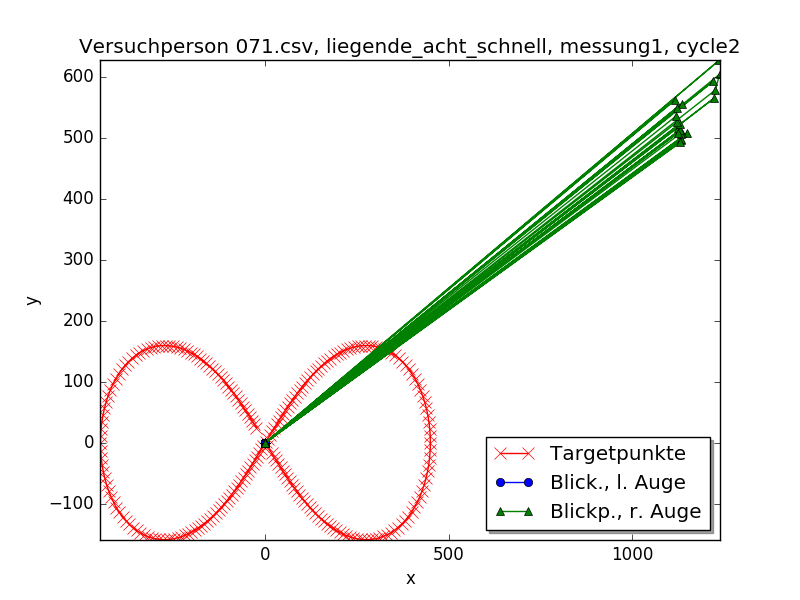 Versuchperson 071.csv, liegende_acht_schnell, messung1, cycle2
600
500
400
300
200
100
0
−100
y
0 500 1000
x
Targetpunkte
Blick., l. Auge
Blickp., r. Auge